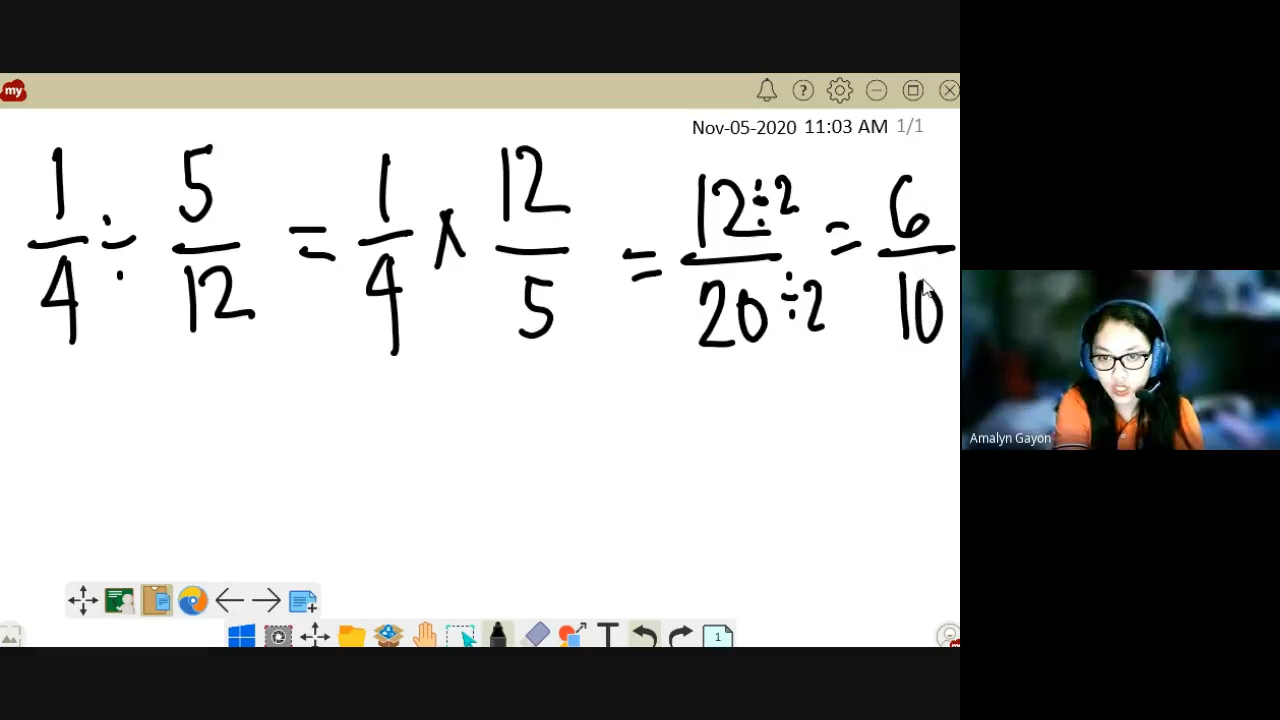 my
Nov-05-2020 11:03 AM 1/1
1/4 ÷ 5/12 = 1/4 x 12/5 = 12÷2/20÷2 = 6/10
Amalyn Gayon
1